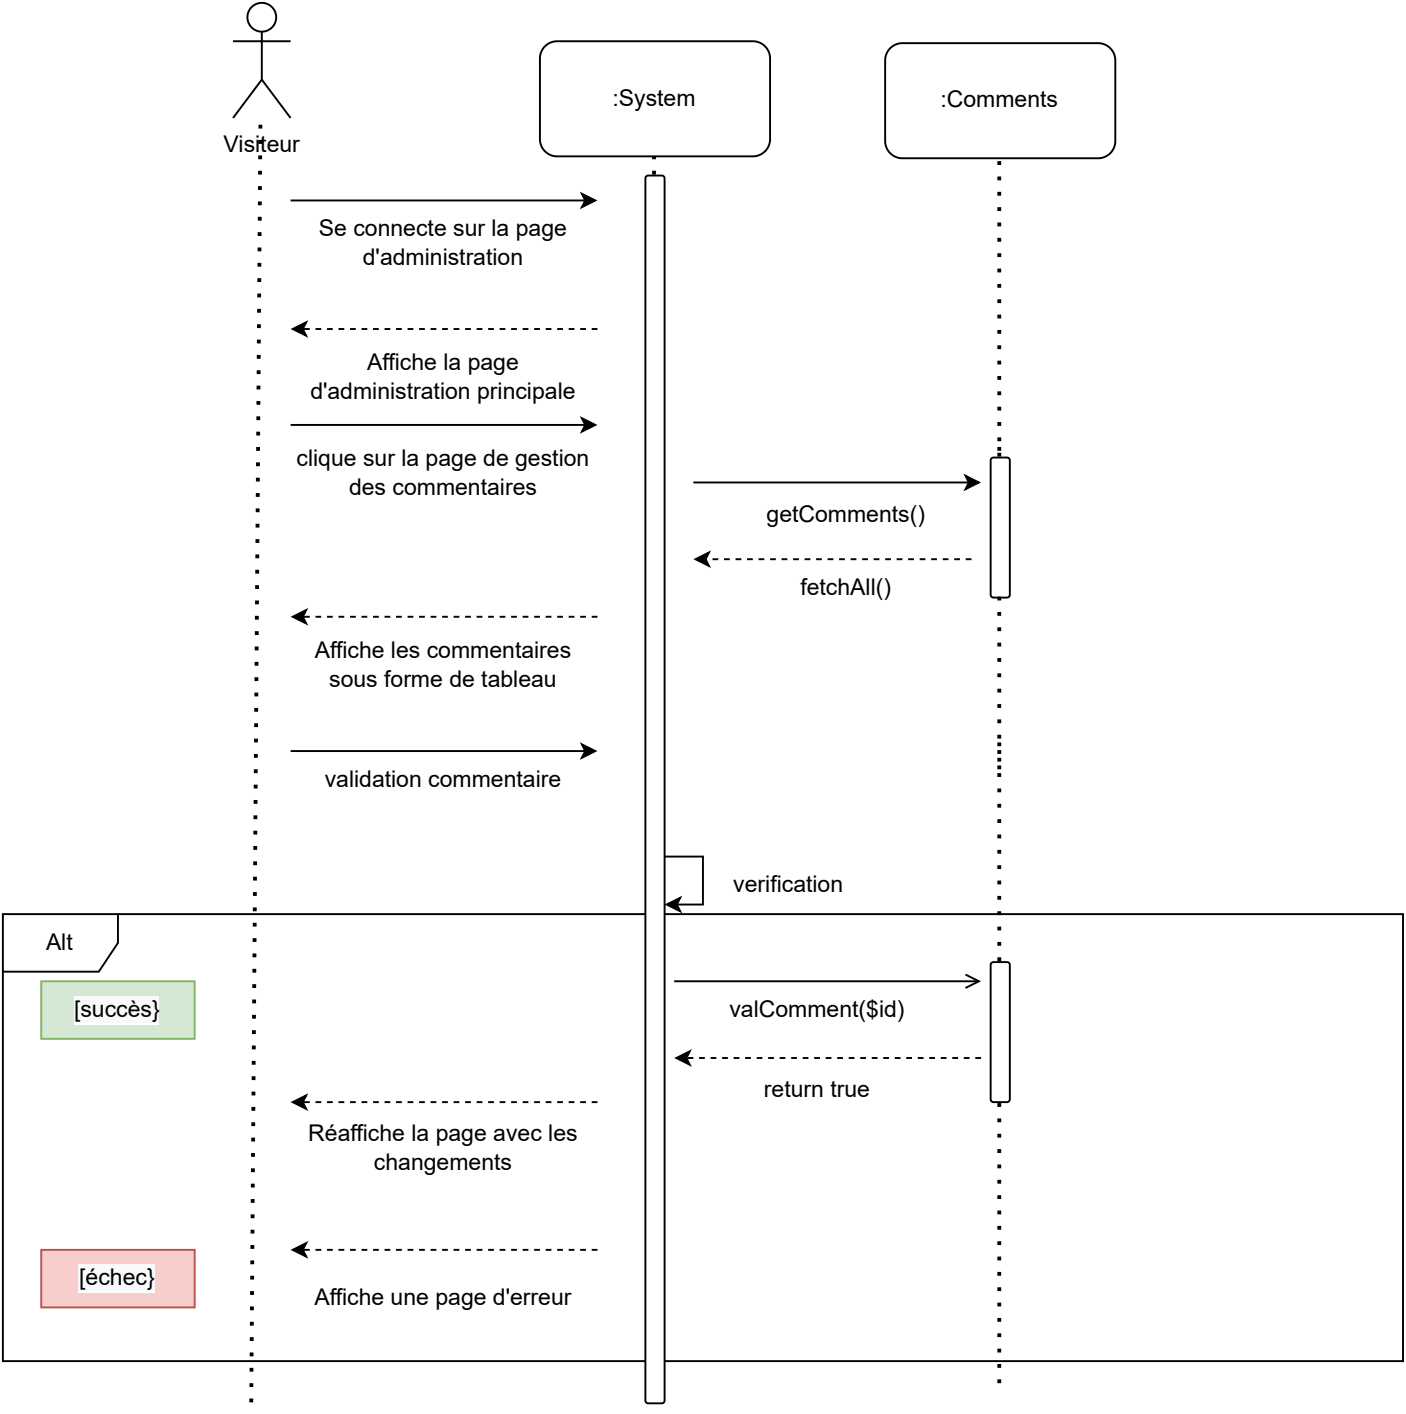 Visiteur
:System
:Comments
Se connecte sur la page
d'administration
Affiche la page
d'administration principale
clique sur la page de gestion
des commentaires
getComments()
fetchAll()
Affiche les commentaires
sous forme de tableau
validation commentaire
verification
Alt
[succès}
valComment($id)
return true
Réaffiche la page avec les
changements
[échec}
Affiche une page d'erreur